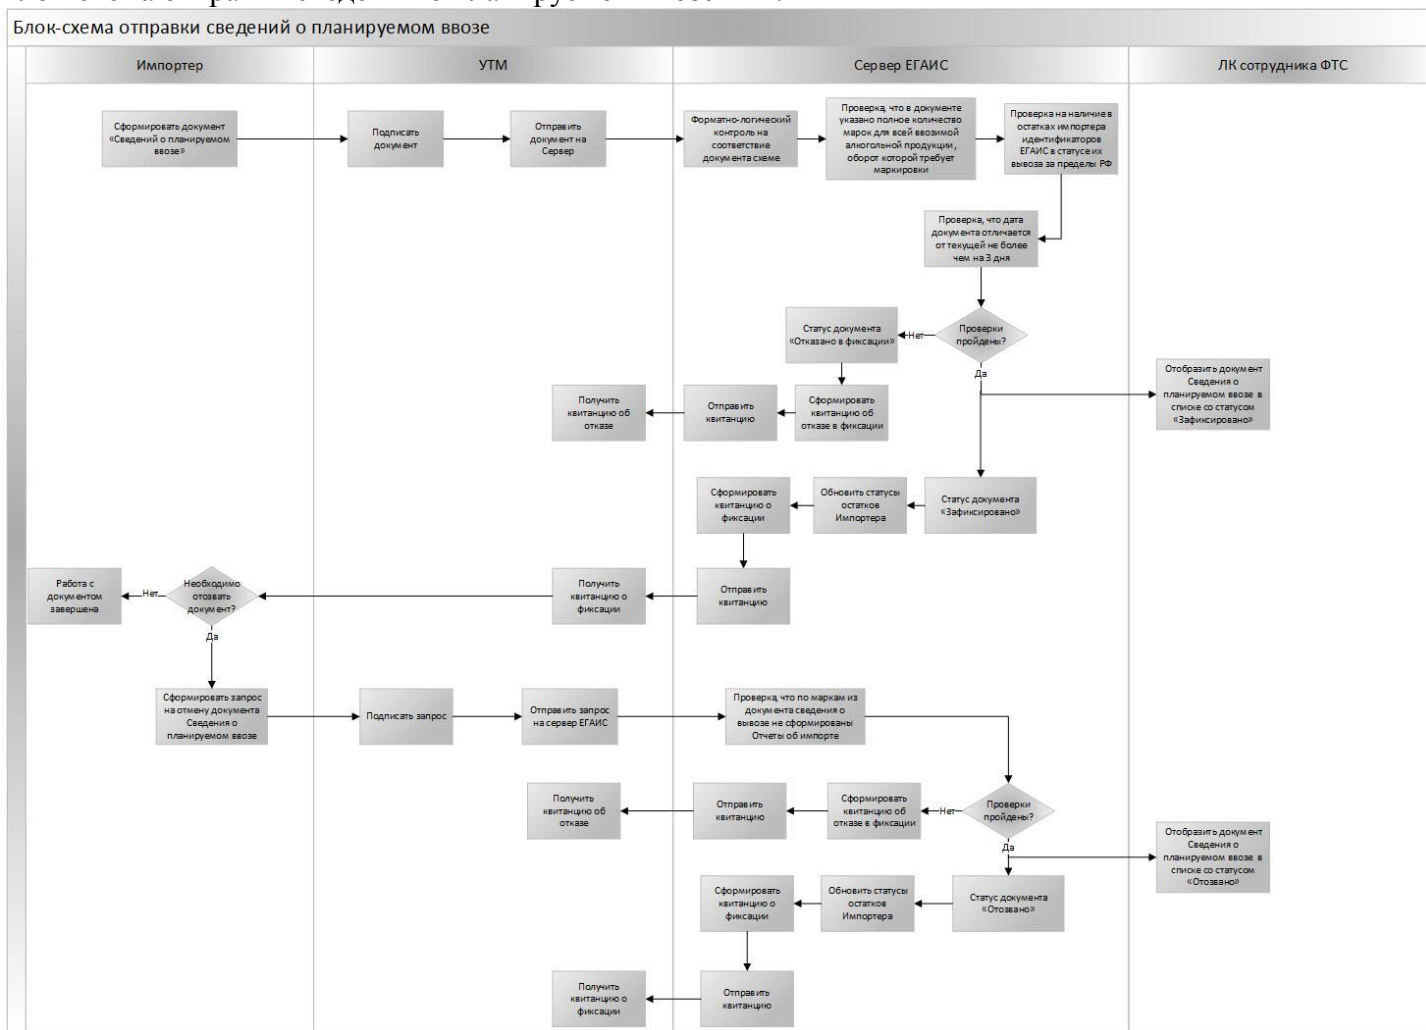 Блок-схема отправки сведений о планируемом ввозе
Импортер
УТМ
Сервер ЕГАИС
ЛК сотрудника ФТС
Сформировать документ
«Сведений о планируемом
ввозе»
Подписать
документ
Отправить
документ на
Сервер
Форматно-логический
контроль на
соответствие
документа схеме
Проверка, что в документе
указано полное количество
марок для всей ввозимой
алкогольной продукции,
оборот которой требует
маркировки
Проверка на наличие в
остатках импортера
идентификаторов
ЕГАИС в статусе их
вывоза за пределы РФ
Проверка, что дата
документа отличается
от текущей не более
чем на 3 дня
Статус документа
«Отказано в фиксации»
Нет
Проверки
пройдены?
Да
Отобразить документ
Сведения о
планируемом ввозе в
списке со статусом
«Зафиксировано»
Получить
квитанцию об
отказе
Отправить
квитанцию
Сформировать
квитанцию об
отказе в фиксации
Сформировать
квитанцию о
фиксации
Обновить статусы
остатков
Импортера
Статус документа
«Зафиксировано»
Работа с
документом
завершена
Нет
Необходимо
отозвать
документ?
Да
Получить
квитанцию о
фиксации
Отправить
квитанцию
Сформировать запрос
на отмену документа
Сведения о
планируемом ввозе
Подписать запрос
Отправить запрос
на сервер ЕГАИС
Проверка, что по маркам из
документа сведения о
вывозе не сформированы
Отчеты об импорте
Получить
квитанцию об
отказе
Отправить
квитанцию
Сформировать
квитанцию об
отказе в фиксации
Нет
Проверки
пройдены?
Да
Отобразить документ
Сведения о
планируемом ввозе в
списке со статусом
«Отозвано»
Сформировать
квитанцию о
фиксации
Обновить статусы
остатков
Импортера
Статус документа
«Отозвано»
Получить
квитанцию о
фиксации
Отправить
квитанцию